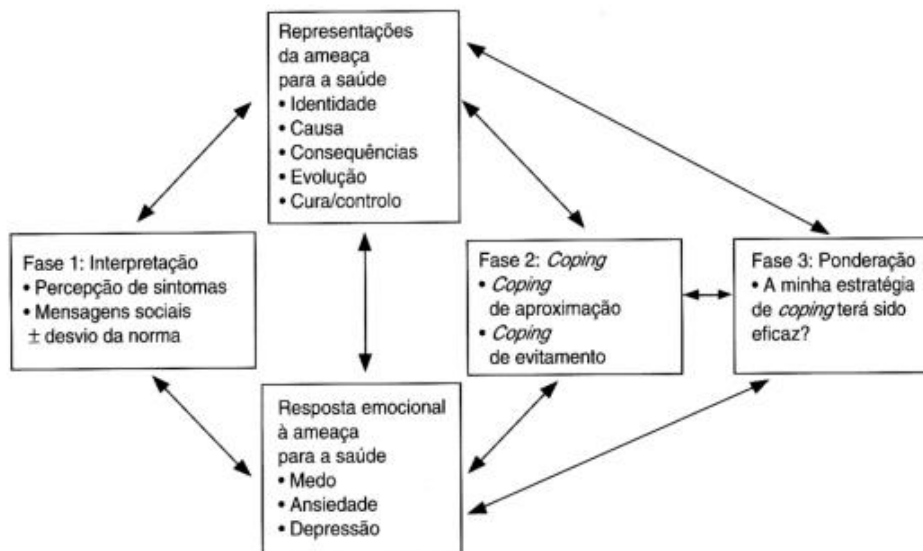 Representações
da ameaça
para a saúde
• Identidade
• Causa
• Consequências
• Evolução
• Cura/controlo
Fase 1: Interpretação
• Percepção de sintomas
• Mensagens sociais
± desvio da norma
Fase 2: Coping
• Coping
de aproximação
• Coping
de evitamento
Fase 3: Ponderação
• A minha estratégia
de coping terá sido
eficaz?
Resposta emocional
à ameaça
para a saúde
• Medo
• Ansiedade
• Depressão